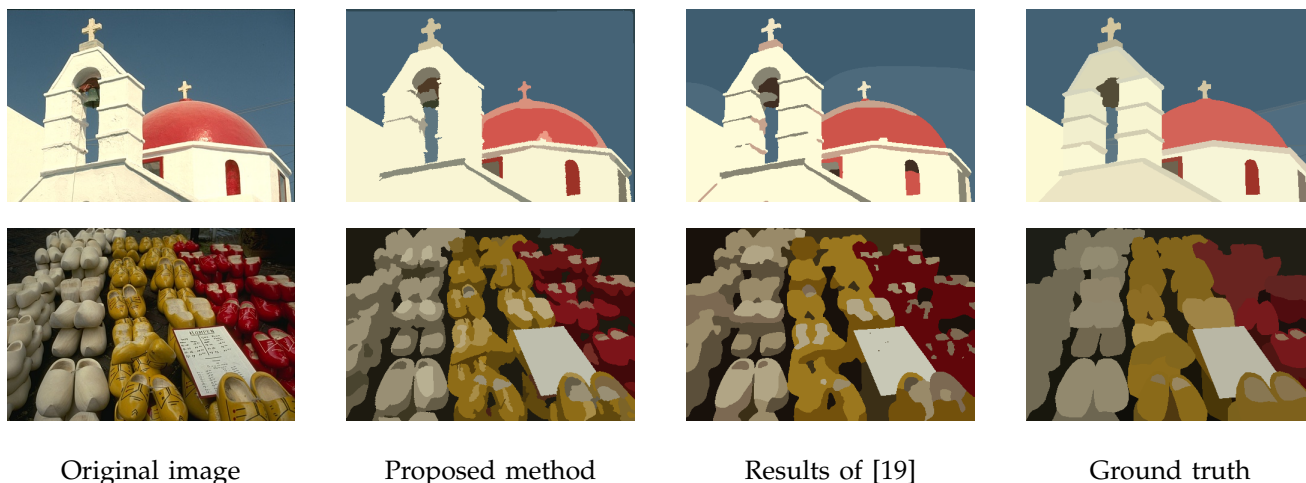 Original image
Proposed method
Results of [19]
Ground truth